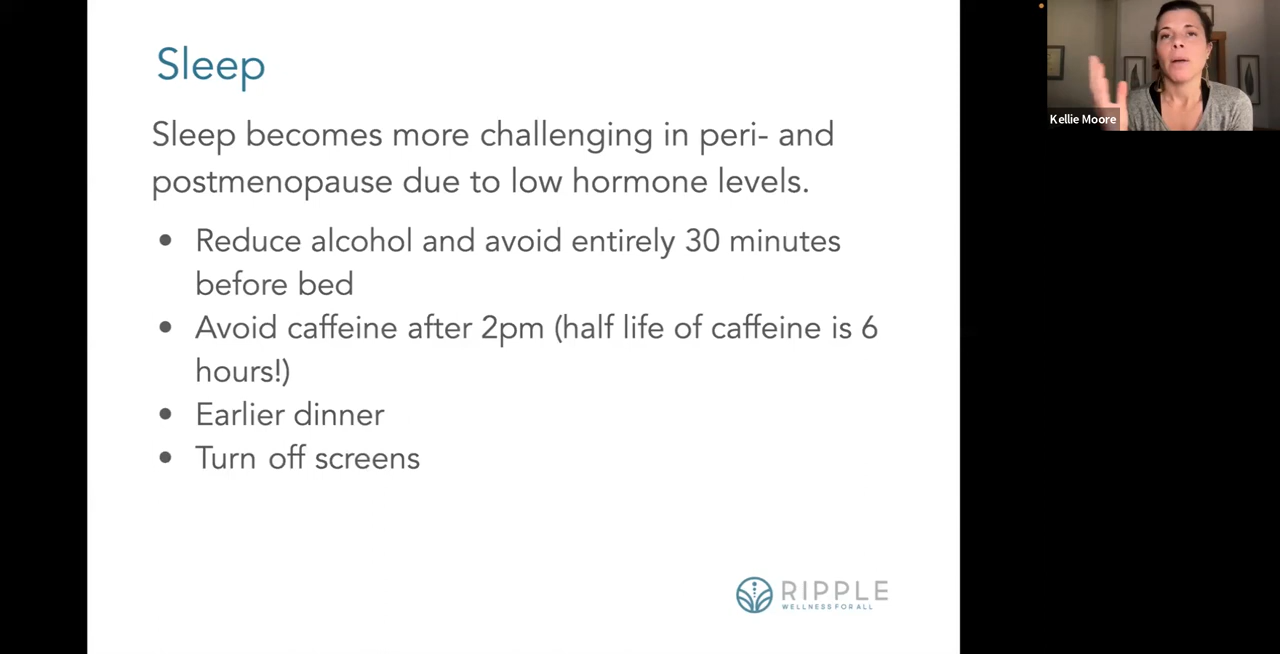 Sleep
Sleep becomes more challenging in peri- and
postmenopause due to low hormone levels.
• Reduce alcohol and avoid entirely 30 minutes
before bed
• Avoid caffeine after 2pm (half life of caffeine is 6
hours!)
• Earlier dinner
• Turn off screens
RIPPLE
WELLNESS FOR ALL
Kellie Moore